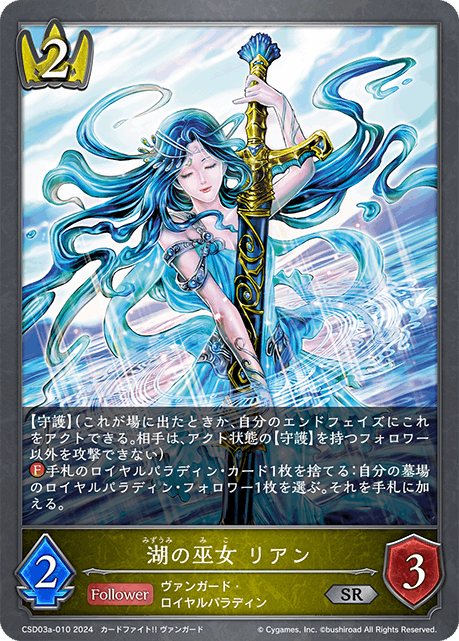 2
【守護】(これが場に出たときか、自分のエンドフェイズにこれ
をアクトできる。相手は、アクト状態の【守護】を持つフォロワー
以外を攻撃できない)
起手札のロイヤルパラディン・カード1枚を捨てる:自分の墓場
のロイヤルパラディン・フォロワー1枚を選ぶ。それを手札に加
える。
みずうみ みこ
湖の巫女 リアン
2
Follower
ヴァンガード・
ロイヤルパラディン
SR
3
CSD03a-010 2024 カードファイト!! ヴァンガード
© Cygames, Inc. ©bushiroad All Rights Reserved.